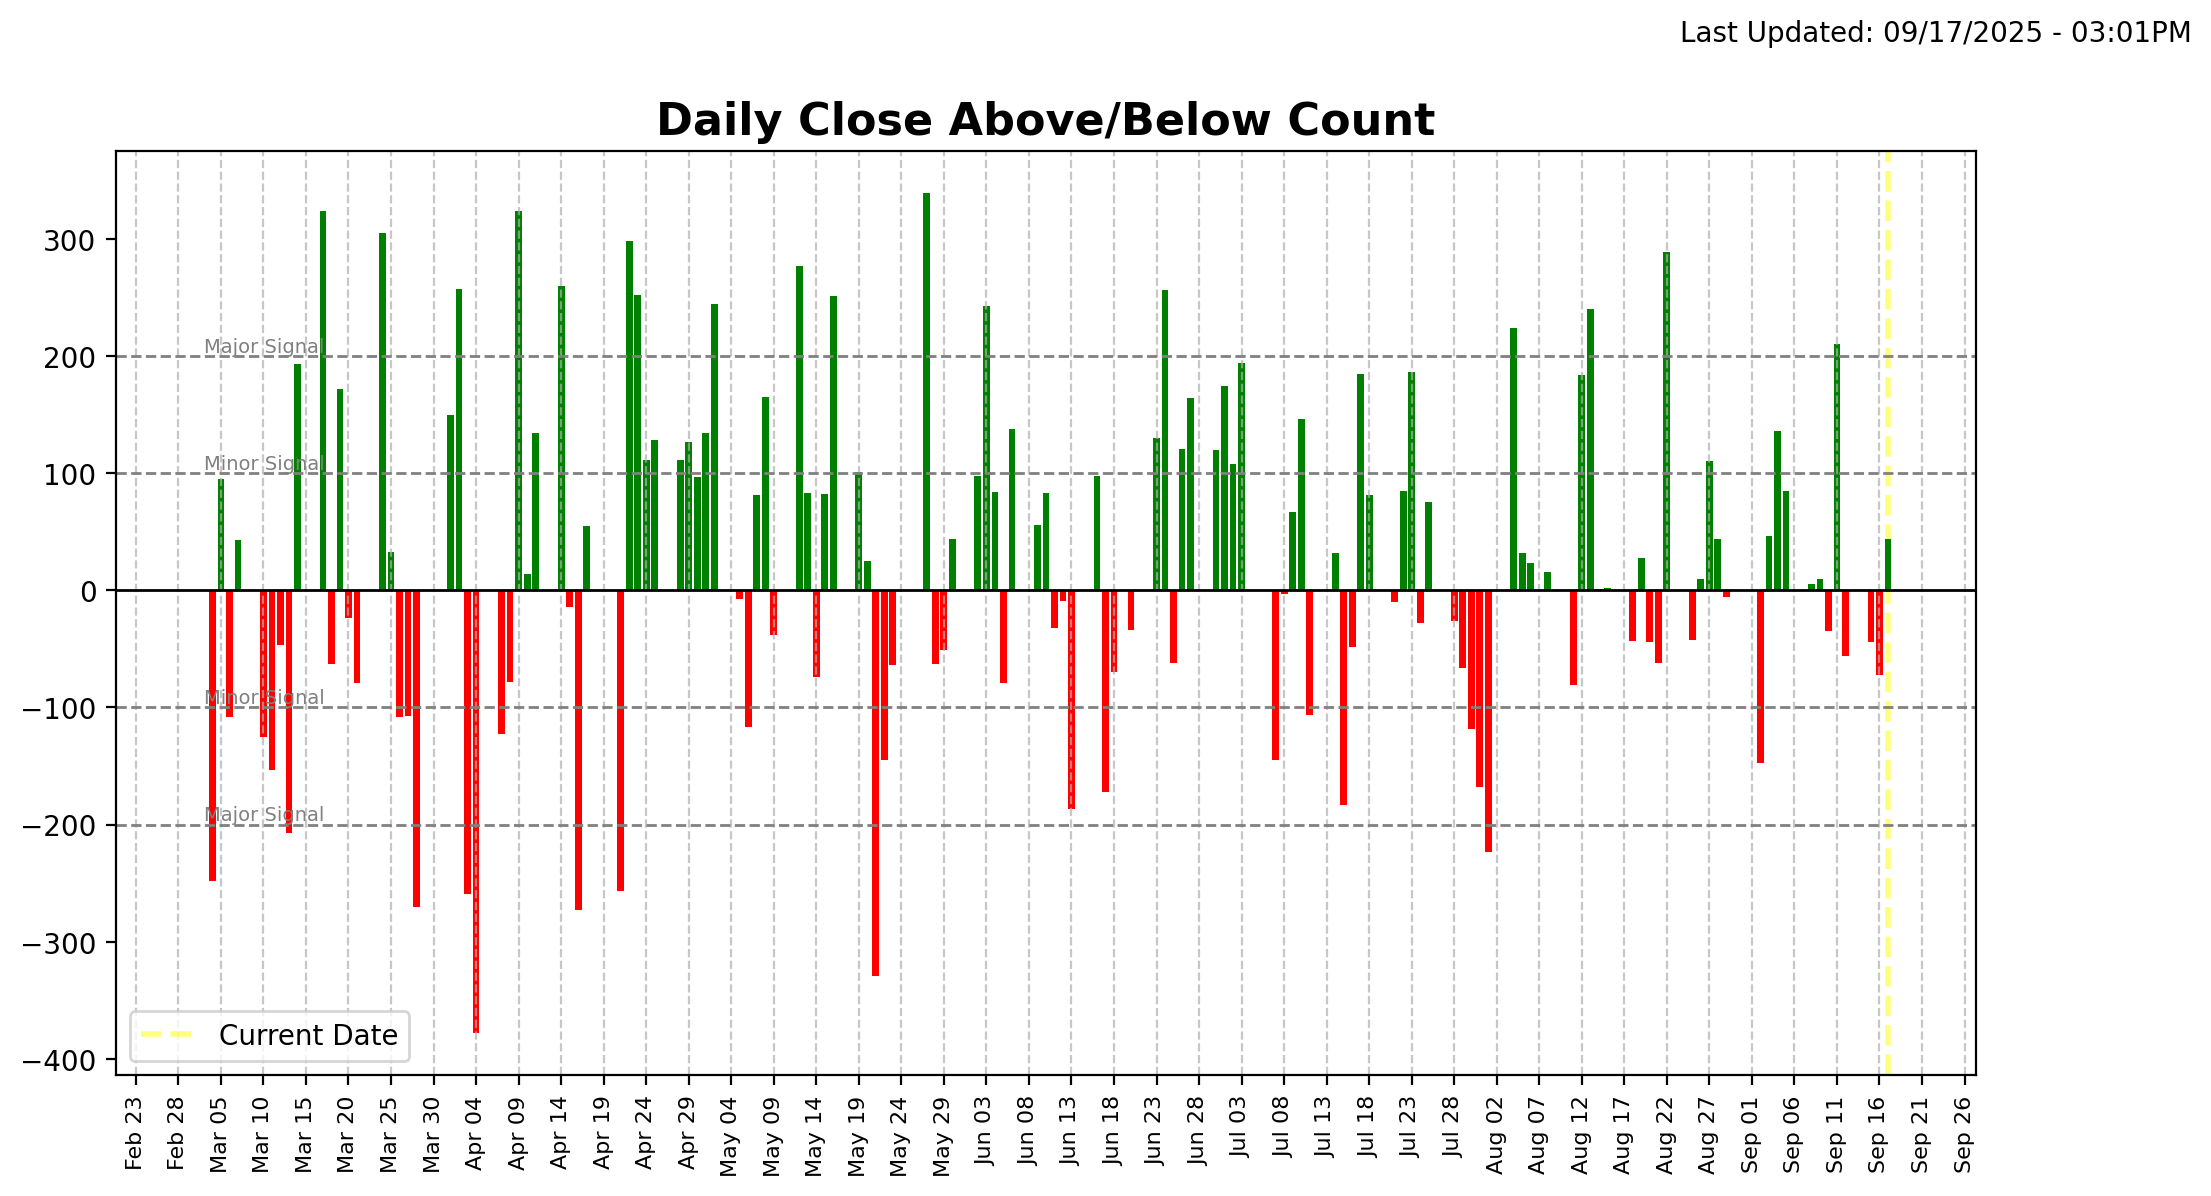 Last Updated: 09/17/2025 - 03:01PM
Daily Close Above/Below Count
300
200
100
0
−100
−200
−300
−400
Major Signal
Minor Signal
Minor Signal
Major Signal
Current Date
Feb 23
Feb 28
Mar 05
Mar 10
Mar 15
Mar 20
Mar 25
Mar 30
Apr 04
Apr 09
Apr 14
Apr 19
Apr 24
Apr 29
May 04
May 09
May 14
May 19
May 24
May 29
Jun 03
Jun 08
Jun 13
Jun 18
Jun 23
Jun 28
Jul 03
Jul 08
Jul 13
Jul 18
Jul 23
Jul 28
Aug 02
Aug 07
Aug 12
Aug 17
Aug 22
Aug 27
Sep 01
Sep 06
Sep 11
Sep 16
Sep 21
Sep 26